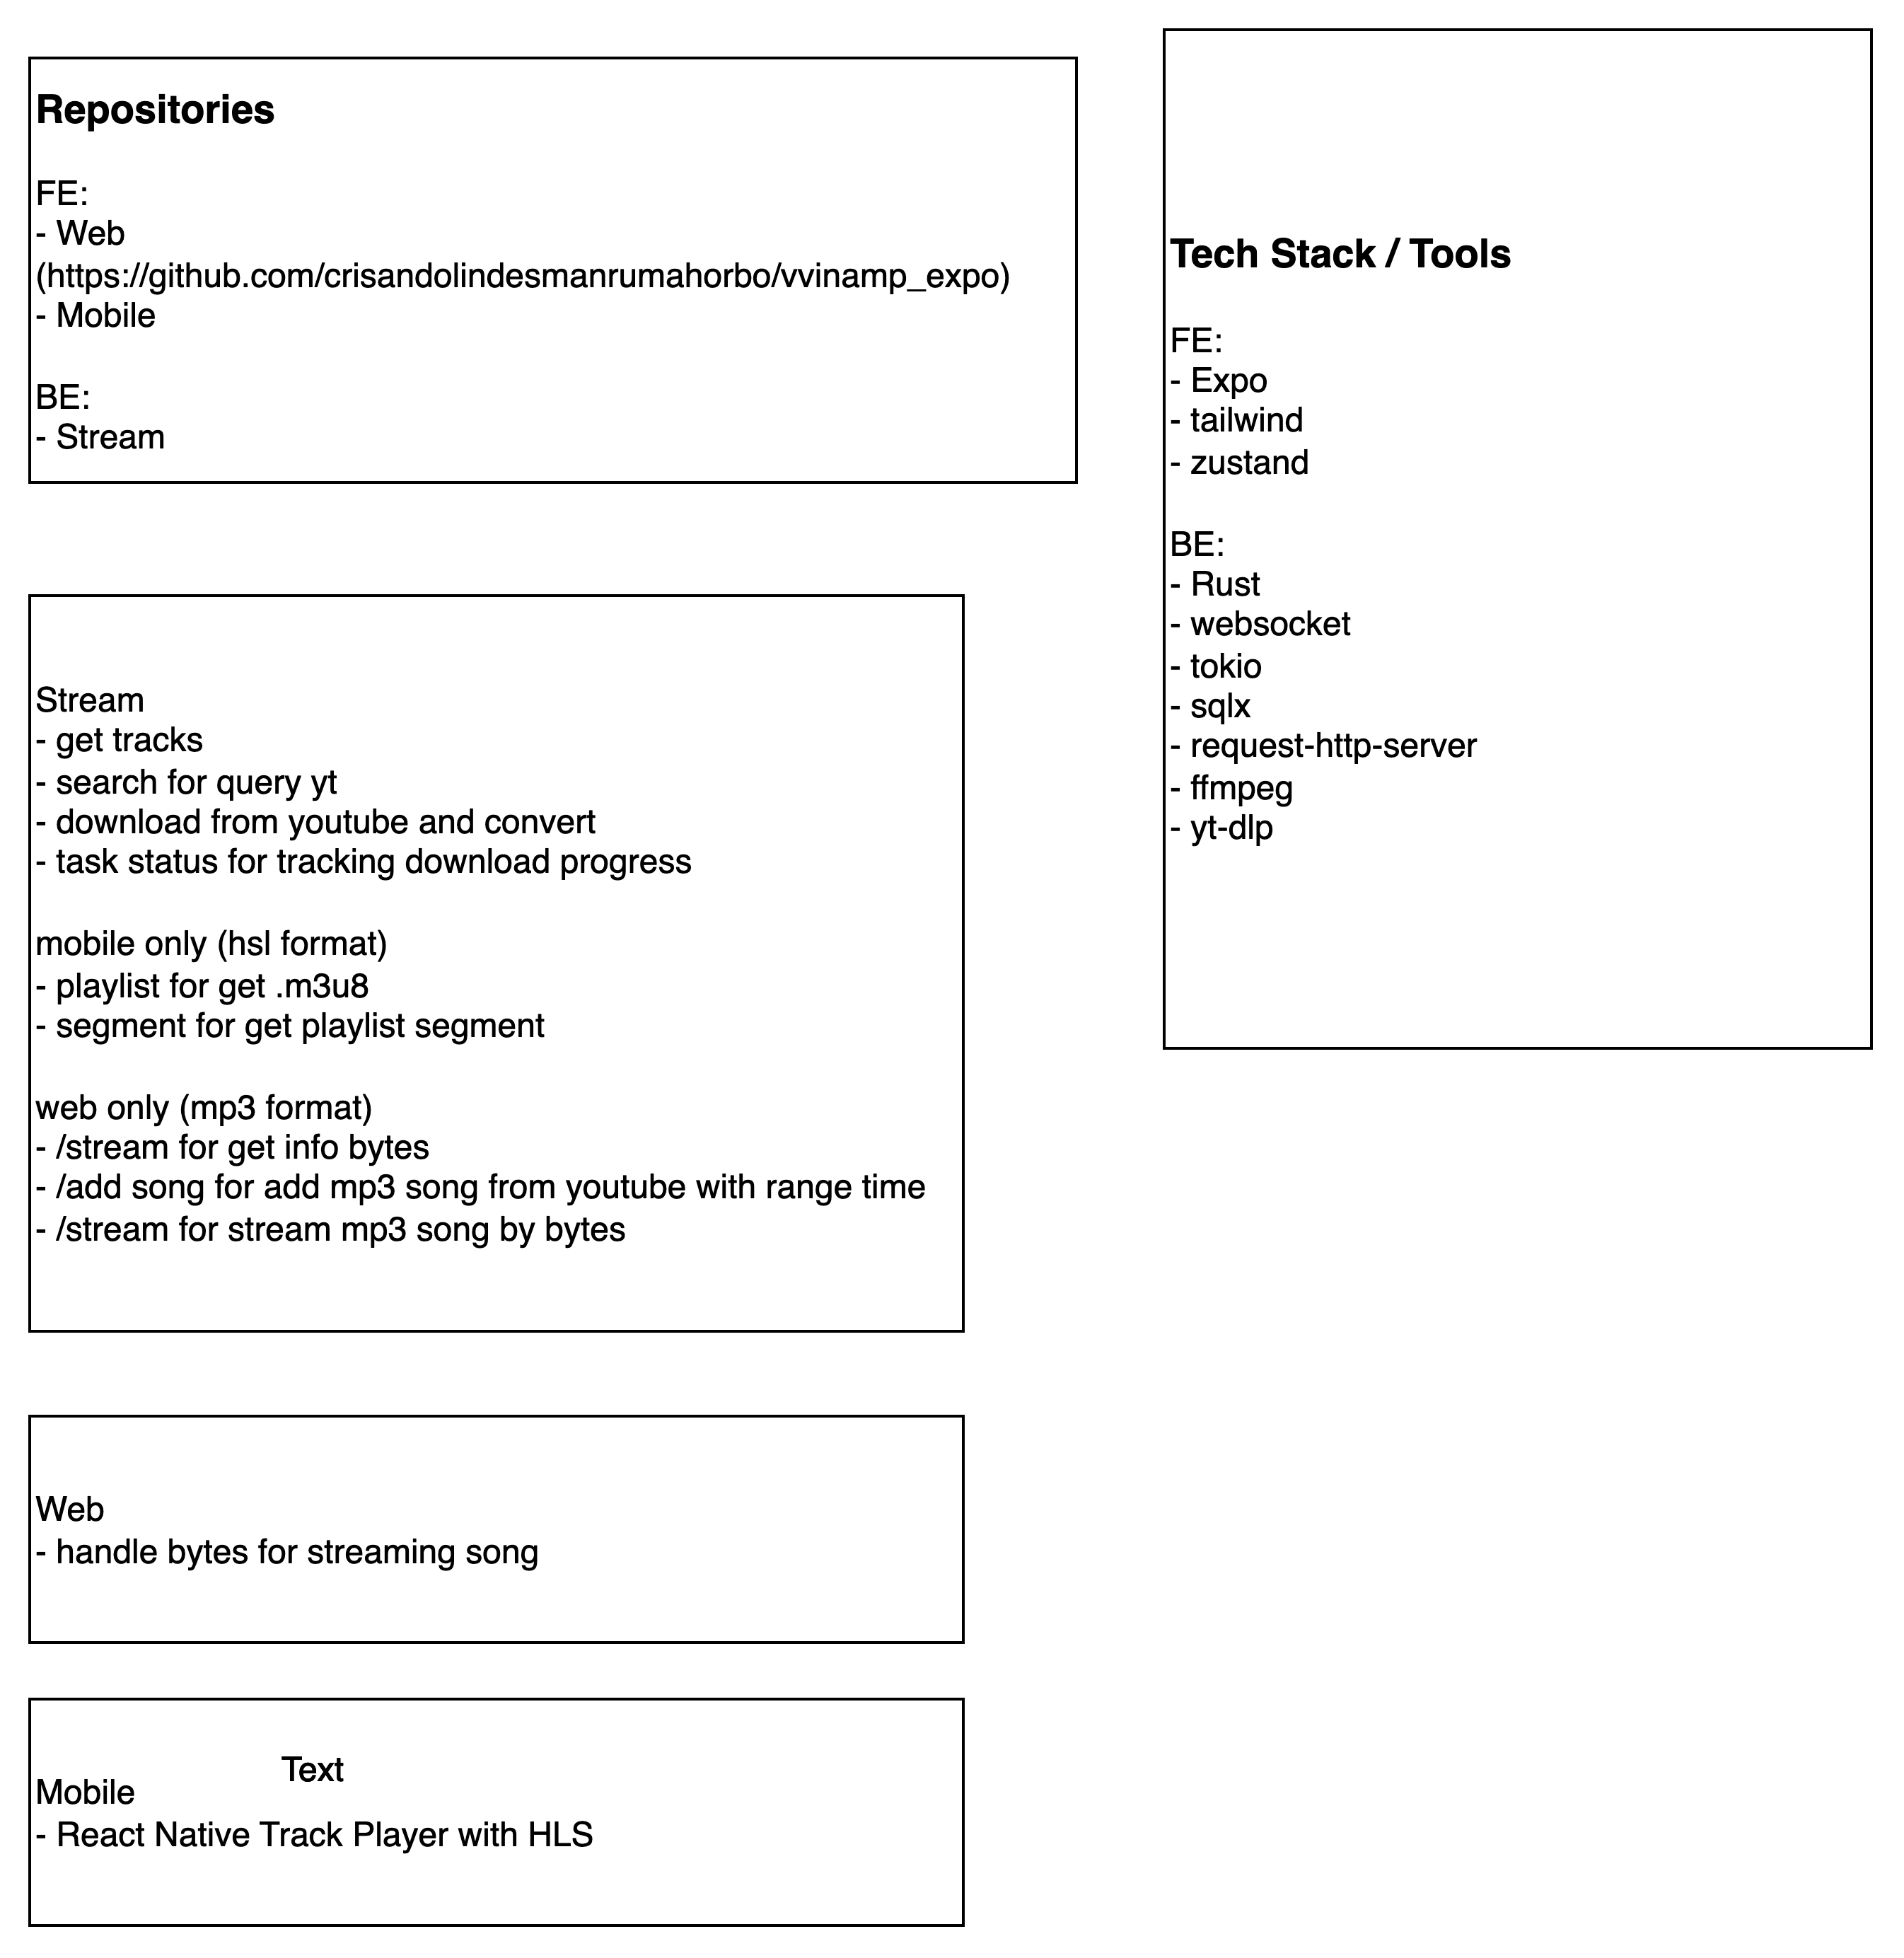 Repositories
FE:
- Web
(https://github.com/crisandolindesmanrumahorbo/vvinamp_expo)
- Mobile
BE:
- Stream
Tech Stack / Tools
FE:
- Expo
- tailwind
- zustand
BE:
- Rust
- websocket
- tokio
- sqlx
- request-http-server
- ffmpeg
- yt-dlp
Stream
- get tracks
- search for query yt
- download from youtube and convert
- task status for tracking download progress
mobile only (hsl format)
- playlist for get .m3u8
- segment for get playlist segment
web only (mp3 format)
- /stream for get info bytes
- /add song for add mp3 song from youtube with range time
- /stream for stream mp3 song by bytes
Web
- handle bytes for streaming song
Text
Mobile
- React Native Track Player with HLS